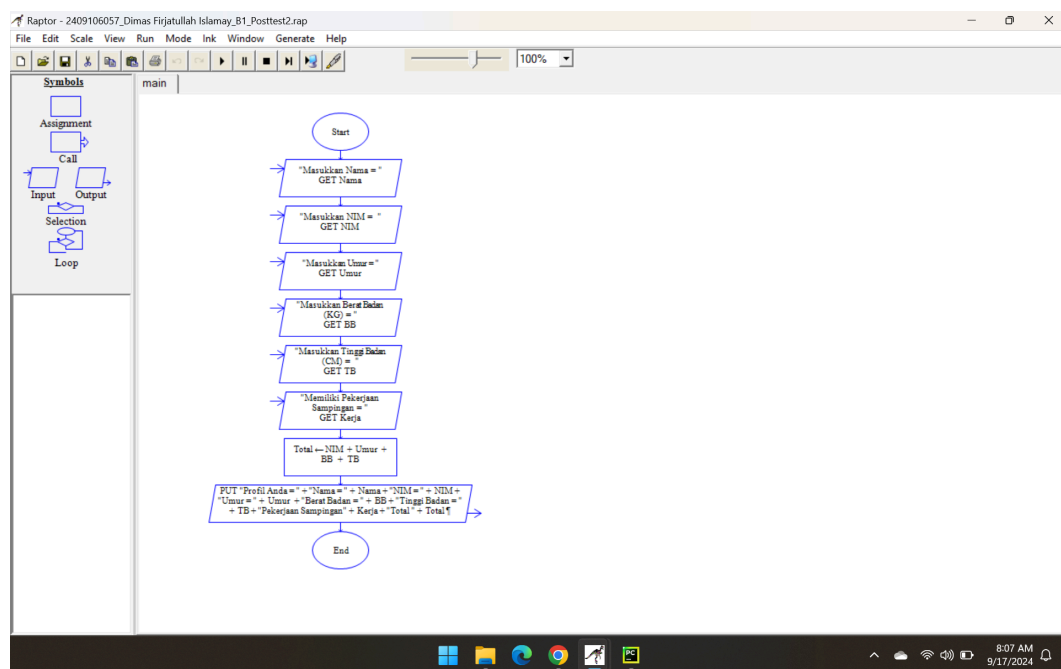 Raptor - 2409106057_Dimas Firjatullah Islamay_B1_Posttest2.rap
File Edit Scale View Run Mode Ink Window Generate Help
100%
Symbols
main
Assignment
Call
Input Output
Selection
Loop
Start
"Masukkan Nama = "
GET Nama
"Masukkan NIM = "
GET NIM
"Masukkan Umur = "
GET Umur
"Masukkan Berat Badan
(KG) = "
GET BB
"Masukkan Tinggi Badan
(CM) = "
GET TB
"Memiliki Pekerjaan
Sampingan = "
GET Kerja
Total ← NIM + Umur +
BB + TB
PUT "Profil Anda = " + "Nama = " + Nama + "NIM = " + NIM +
"Umur = " + Umur + "Berat Badan = " + BB + "Tinggi Badan = "
+ TB + "Pekerjaan Sampingan" + Kerja + "Total " + Total ¶
End
PC
8:07 AM
9/17/2024